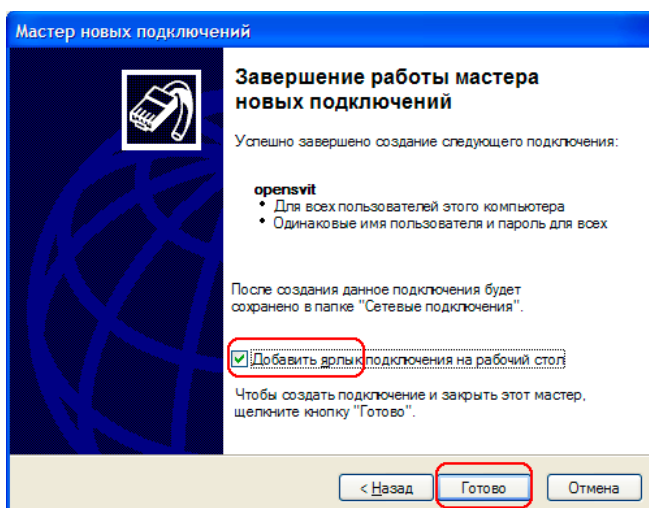 Мастер новых подключений
Завершение работы мастера
новых подключений
Успешно завершено создание следующего подключения:
opensvit
• Для всех пользователей этого компьютера
• Одинаковые имя пользователя и пароль для всех
После создания данное подключения будет
сохранено в папке "Сетевые подключения".
Добавить ярлык подключения на рабочий стол
Чтобы создать подключение и закрыть этот мастер,
щелкните кнопку "Готово".
< Назад
Готово
Отмена